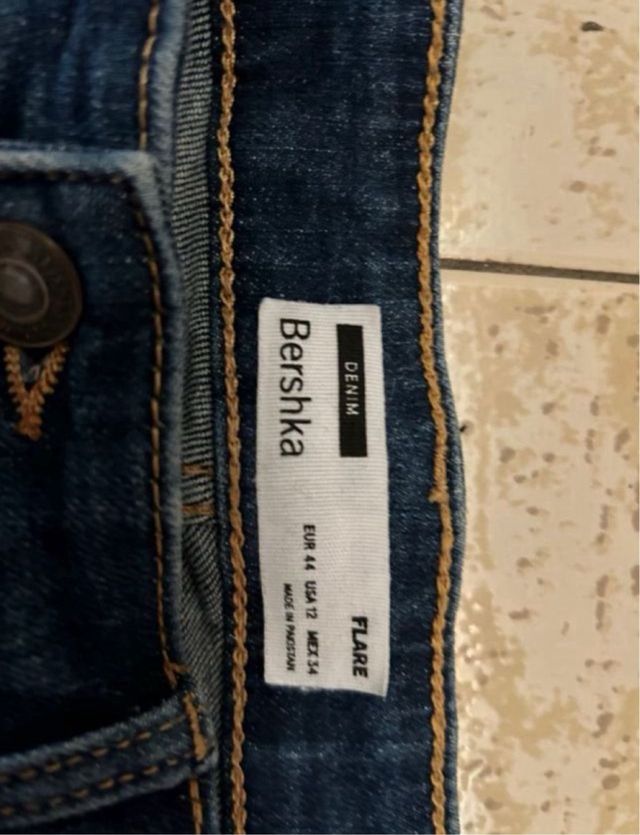 DENIM
Bershka
FLARE
EUR 44 USA 12 MEX 34
MADE IN PAKISTAN